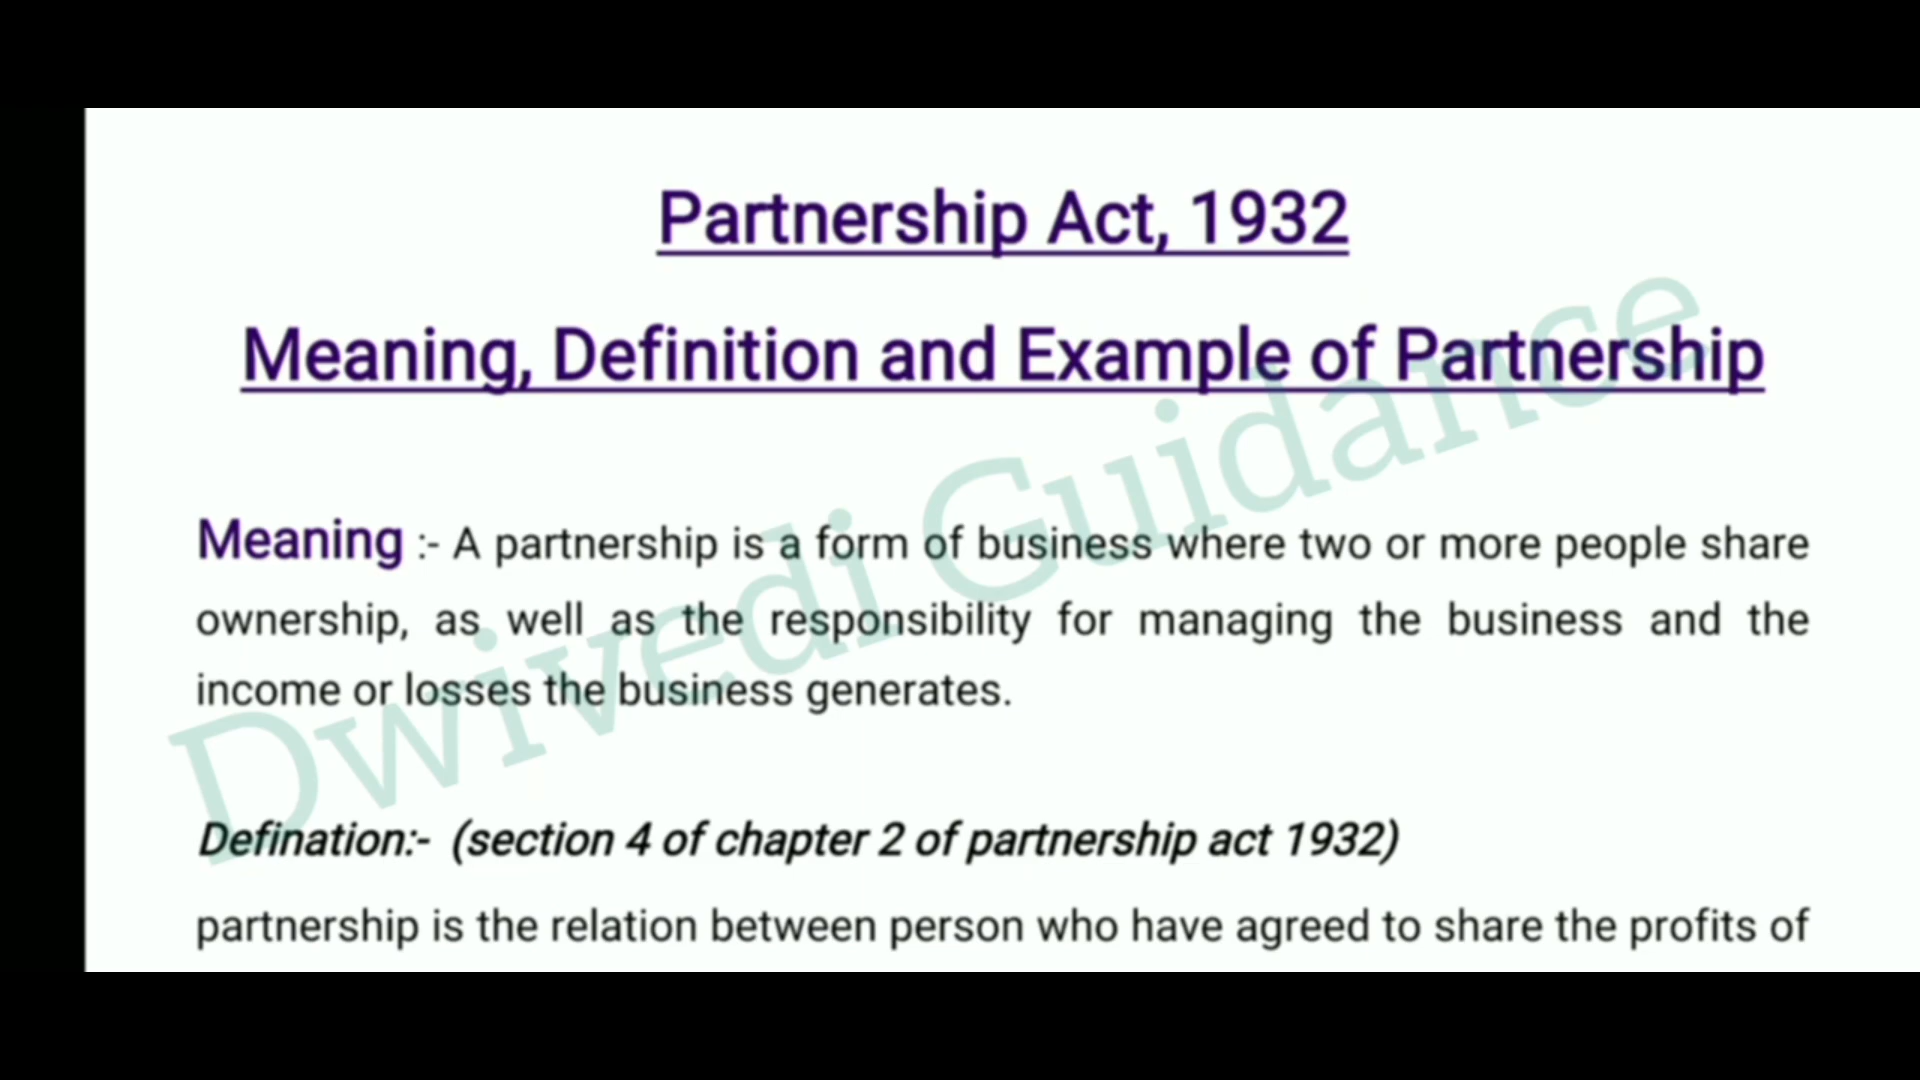 Partnership Act, 1932
Meaning, Definition and Example of Partnership
Meaning :- A partnership is a form of business where two or more people share
ownership, as well as the responsibility for managing the business and the
income or losses the business generates.
Defination:- (section 4 of chapter 2 of partnership act 1932)
partnership is the relation between person who have agreed to share the profits of
Dwivedi Guidance